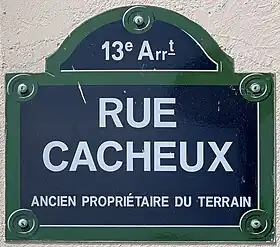 13e Arrt
RUE
CACHEUX
ANCIEN PROPRIÉTAIRE DU TERRAIN